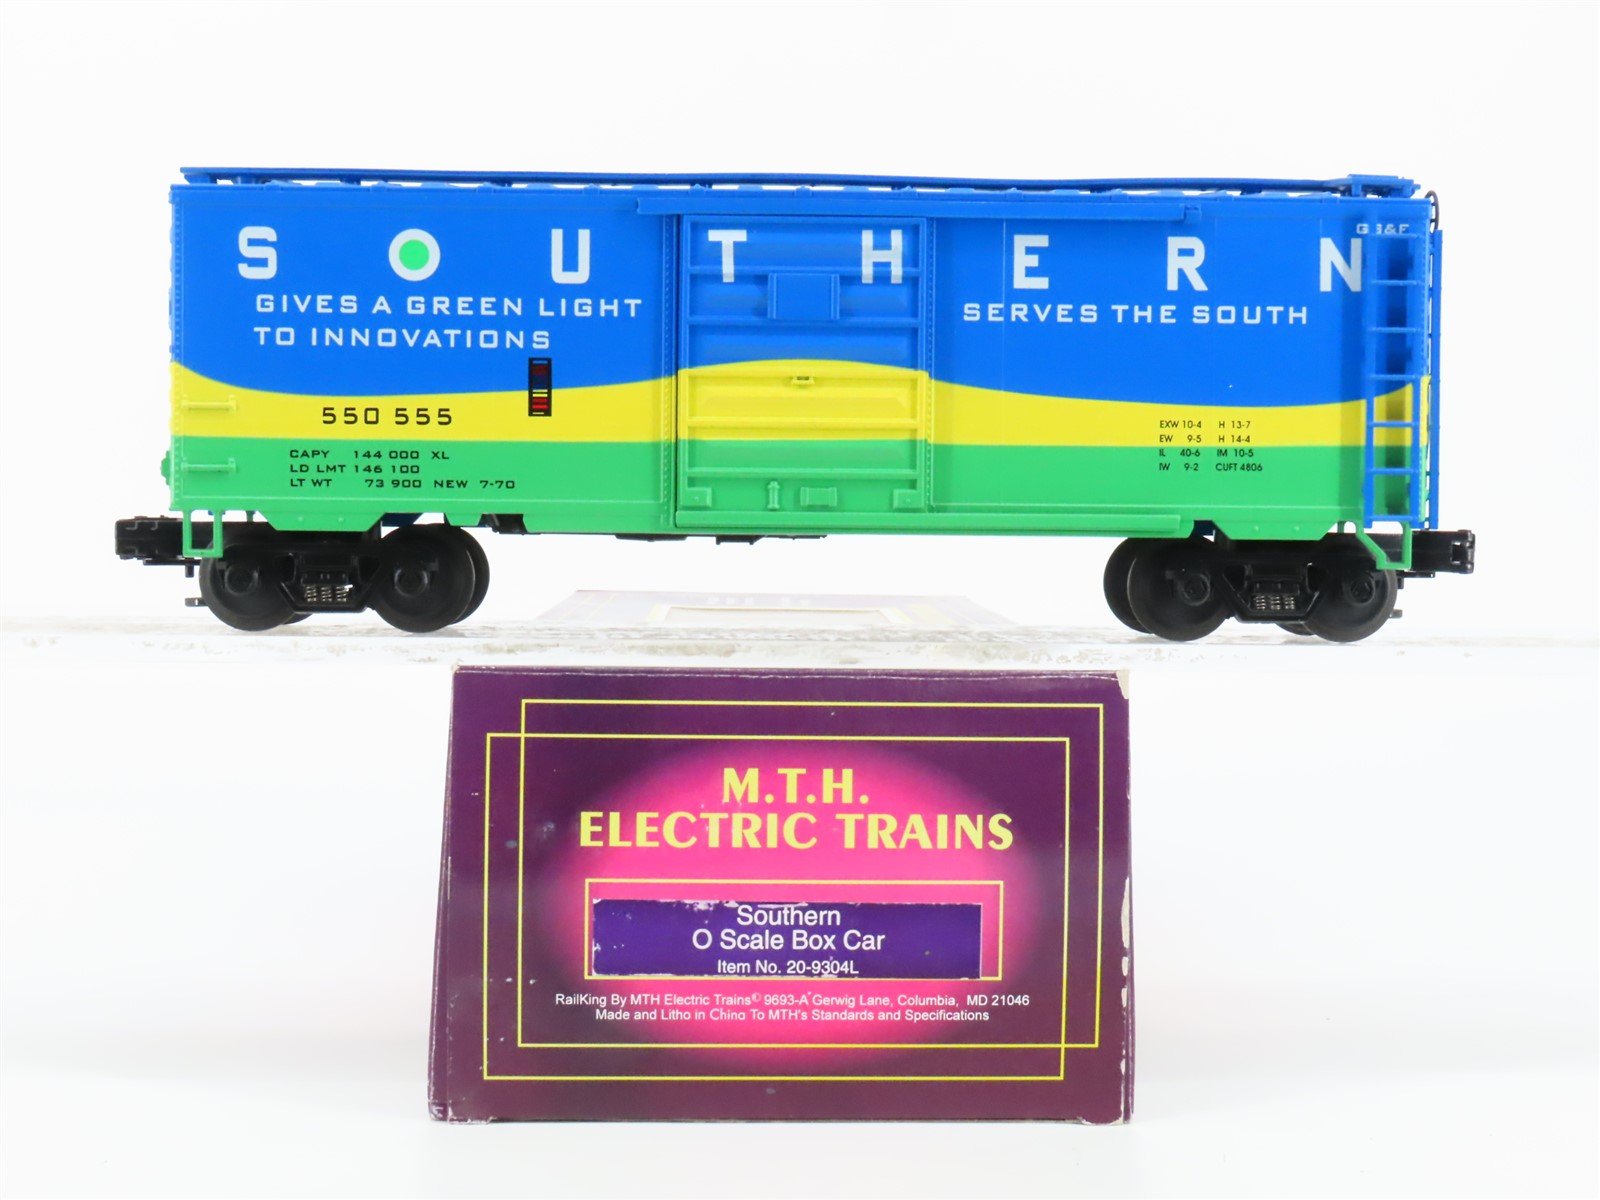 SOUTHERN
GIVES A GREEN LIGHT
TO INNOVATIONS
SERVES THE SOUTH
550 555
CAPY 144 000 XL
LD LMT 146 100
LT WT 73 900 NEW 7-70
EXW 10-4 H 13-7
EW 9-5 H 14-4
IL 40-6 IM 10-5
IW 9-2 CUFT 4806
M.T.H.
ELECTRIC TRAINS
Southern
O Scale Box Car
Item No. 20-9304L
RailKing By MTH Electric Trains® 9693-A Gerwig Lane, Columbia, MD 21046
Made and Litho in China To MTH's Standards and Specifications